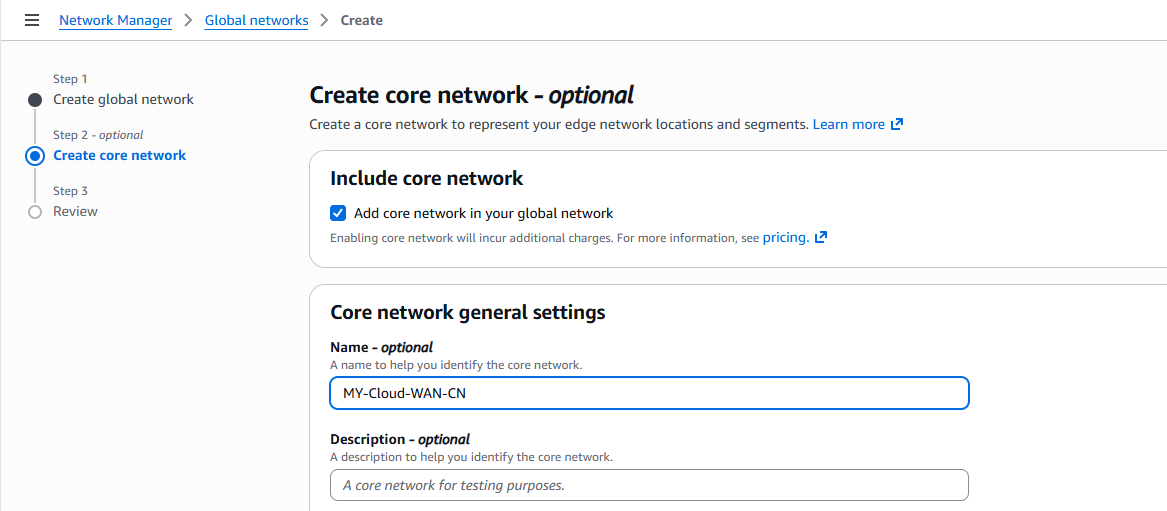 Network Manager > Global networks > Create
Step 1
Create global network
Step 2 - optional
Create core network
Step 3
Review
Create core network - optional
Create a core network to represent your edge network locations and segments. Learn more
Include core network
Add core network in your global network
Enabling core network will incur additional charges. For more information, see pricing.
Core network general settings
Name - optional
A name to help you identify the core network.
MY-Cloud-WAN-CN
Description - optional
A description to help you identify the core network.
A core network for testing purposes.